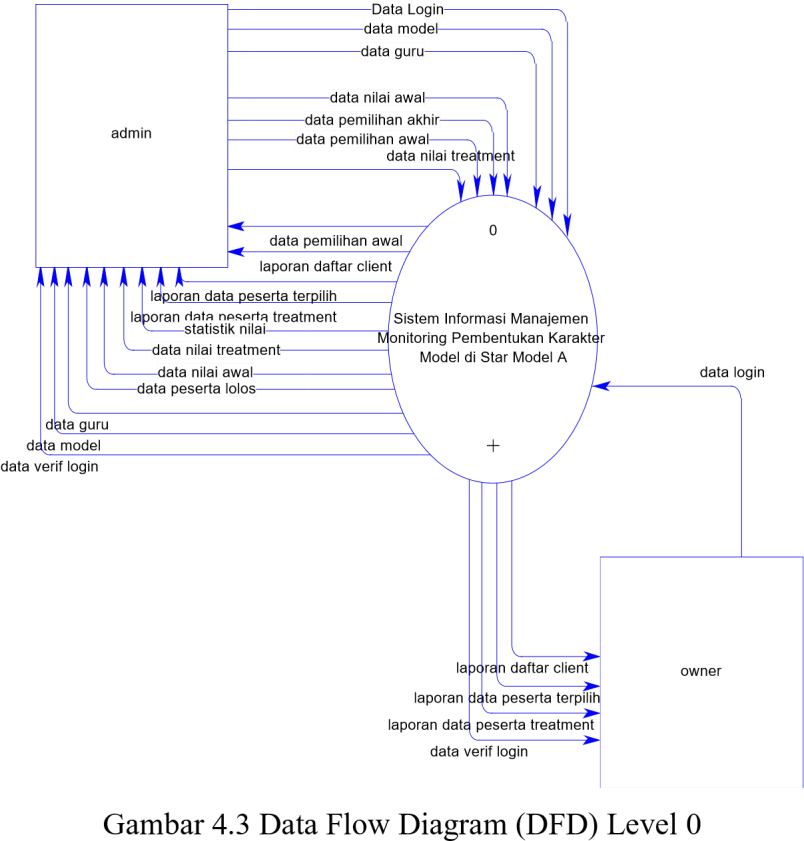 Data Login
data model
data guru
data nilai awal
data pemilihan akhir
data pemilihan awal
data nilai treatment
admin
0
data pemilihan awal
laporan daftar client
laporan data peserta terpilih
laporan data peserta treatment
statistik nilai
data nilai treatment
data nilai awal
data peserta lolos
data guru
data model
data verif login
Sistem Informasi Manajemen
Monitoring Pembentukan Karakter
Model di Star Model A
data login
owner
laporan daftar client
laporan data peserta terpilih
laporan data peserta treatment
data verif login
Gambar 4.3 Data Flow Diagram (DFD) Level 0